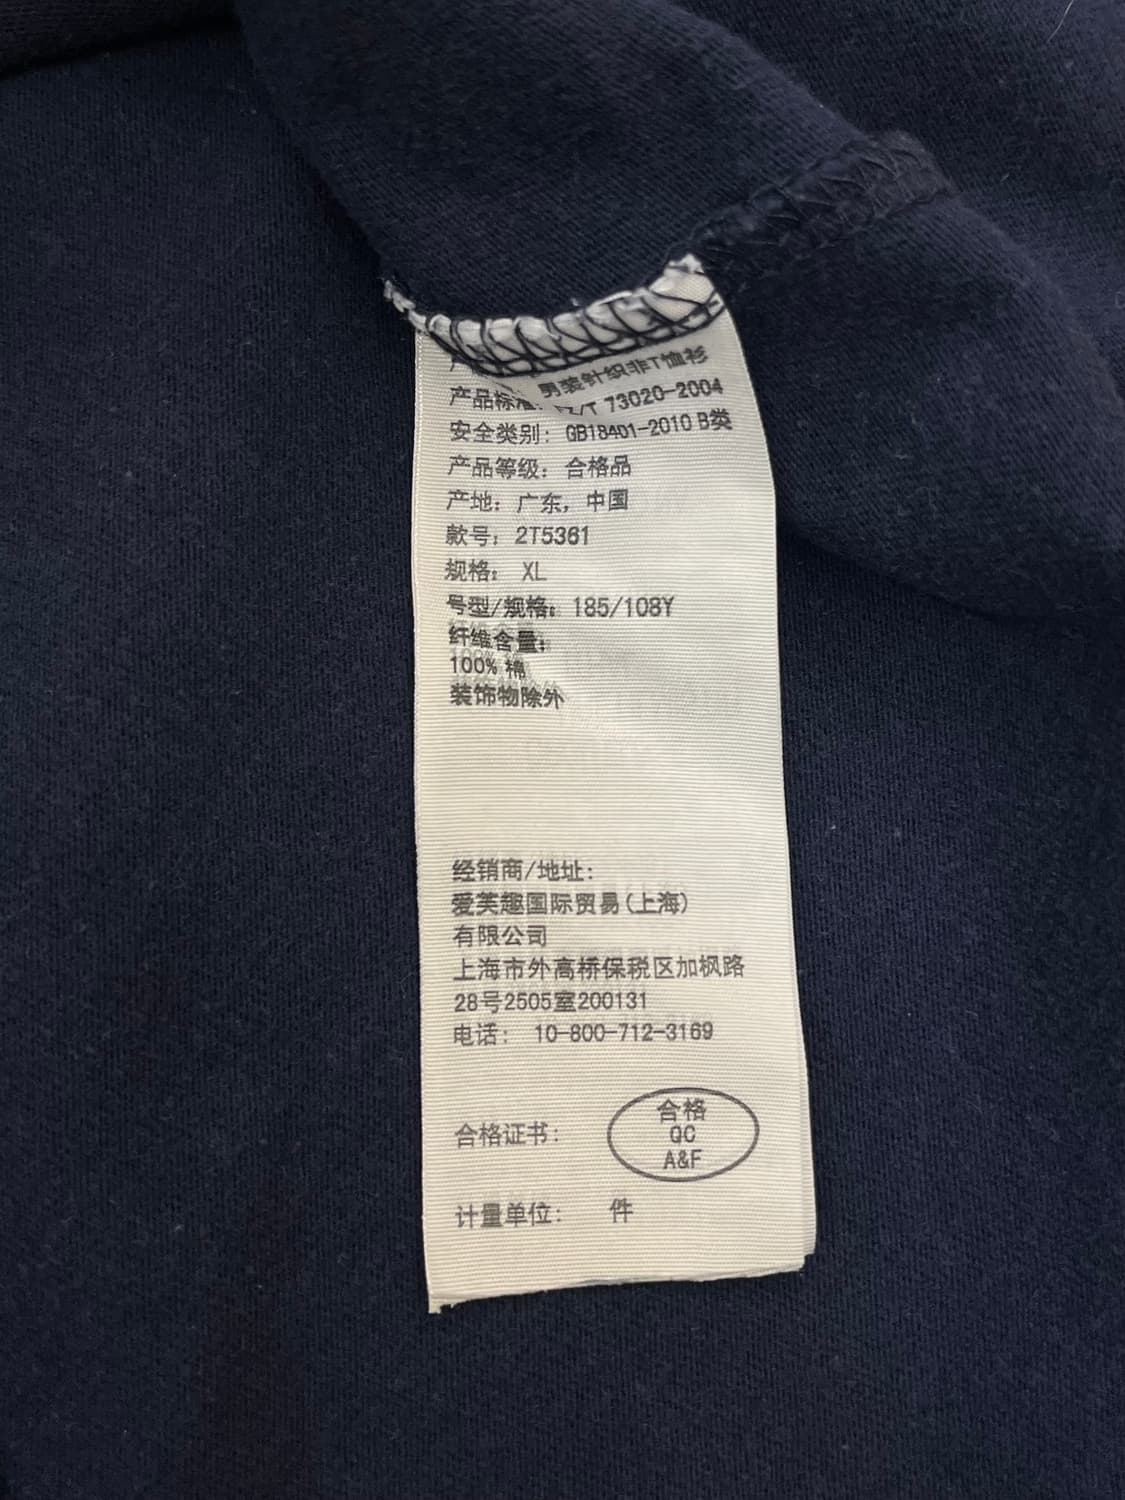 男装针织非T恤衫
产品标准: FZ/T 73020-2004
安全类别: GB18401-2010 B类
产品等级: 合格品
产地: 广东, 中国
款号: 2T5361
规格: XL
号型/规格: 185/108Y
纤维含量:
100% 棉
装饰物除外
经销商/地址:
爱芙趣国际贸易(上海)
有限公司
上海市外高桥保税区加枫路
28号2505室200131
电话: 10-800-712-3169
合格证书:
合格
QC
A&F
计量单位: 件